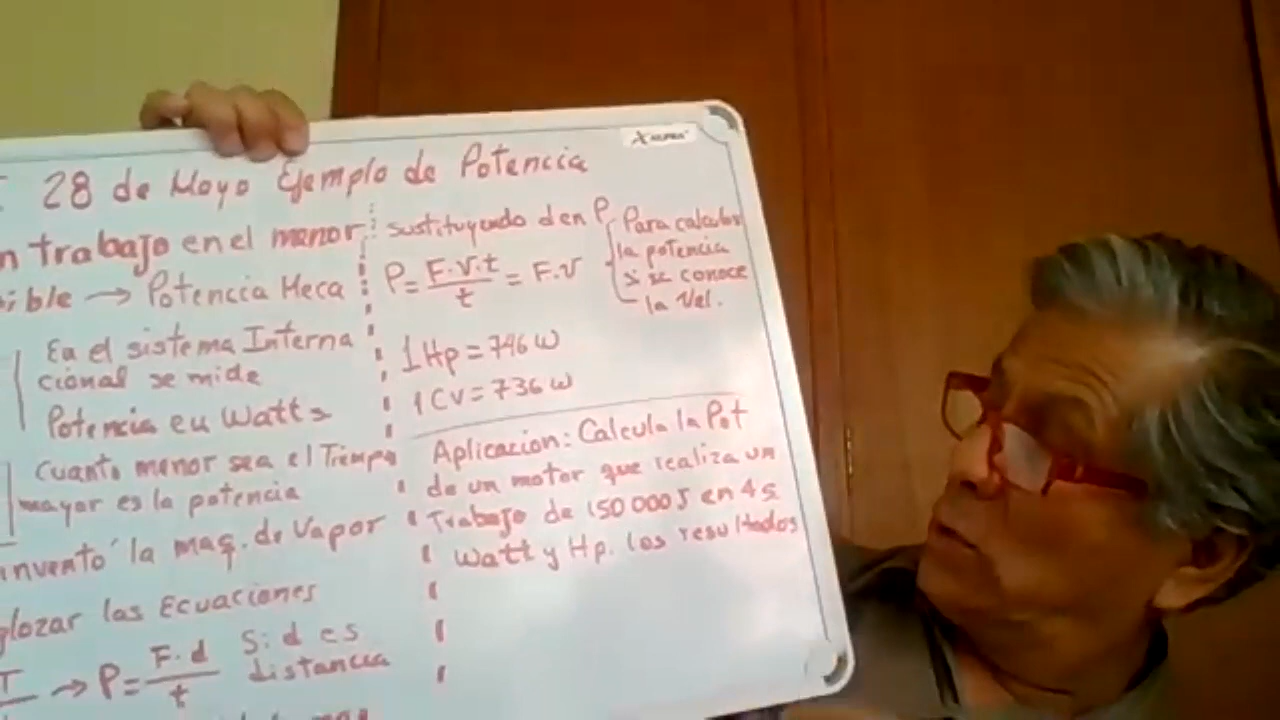 28 de Mayo Ejemplo de Potencia
n trabajo en el menor
ible → Potencia Meca
En el sistema Interna
cional se mide
Potencia en Watts
Cuanto menor sea el Tiempo
mayor es la potencia
invento la maq. de Vapor
glozar las Ecuaciones
T → P = F.d / t Si d es
distancia
sustituyendo d en P
P = F.v.t / t = F.v
Para calcular
la potencia
si se conoce
la Vel.
1 Hp = 746 w
1 CV = 736 w
Aplicacion: Calcula la Pot
de un motor que realiza un
Trabajo de 150 000 J en 4 s
Watt y Hp. los resultados